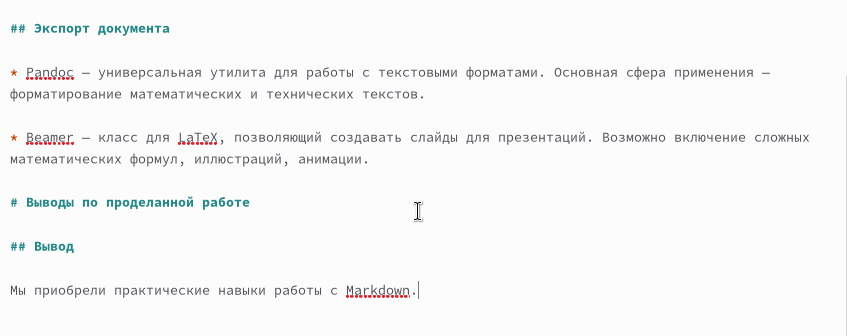 ## Экспорт документа
* Pandoc — универсальная утилита для работы с текстовыми форматами. Основная сфера применения —
форматирование математических и технических текстов.
* Beamer — класс для LaTeX, позволяющий создавать слайды для презентаций. Возможно включение сложных
математических формул, иллюстраций, анимации.
# Выводы по проделанной работе
## Вывод
Мы приобрели практические навыки работы с Markdown.